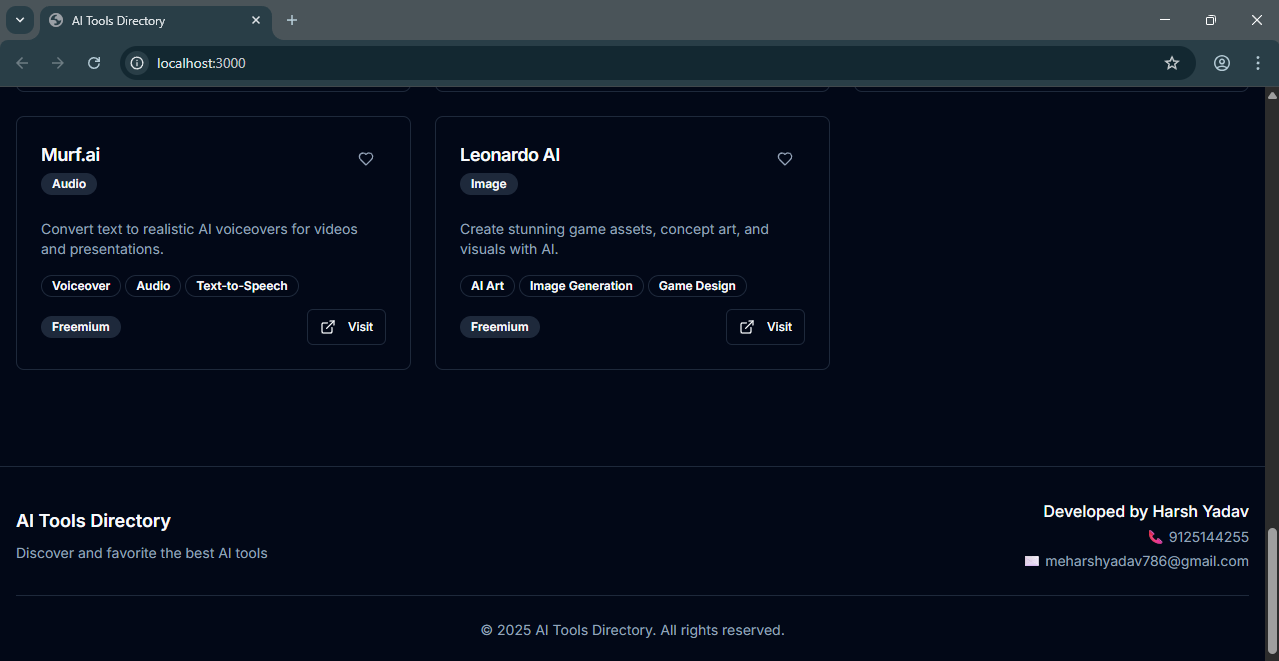 AI Tools Directory
localhost:3000
Murf.ai
Audio
Convert text to realistic AI voiceovers for videos
and presentations.
Voiceover Audio Text-to-Speech
Freemium Visit
Leonardo AI
Image
Create stunning game assets, concept art, and
visuals with AI.
AI Art Image Generation Game Design
Freemium Visit
AI Tools Directory
Discover and favorite the best AI tools
Developed by Harsh Yadav
9125144255
meharshyadav786@gmail.com
© 2025 AI Tools Directory. All rights reserved.